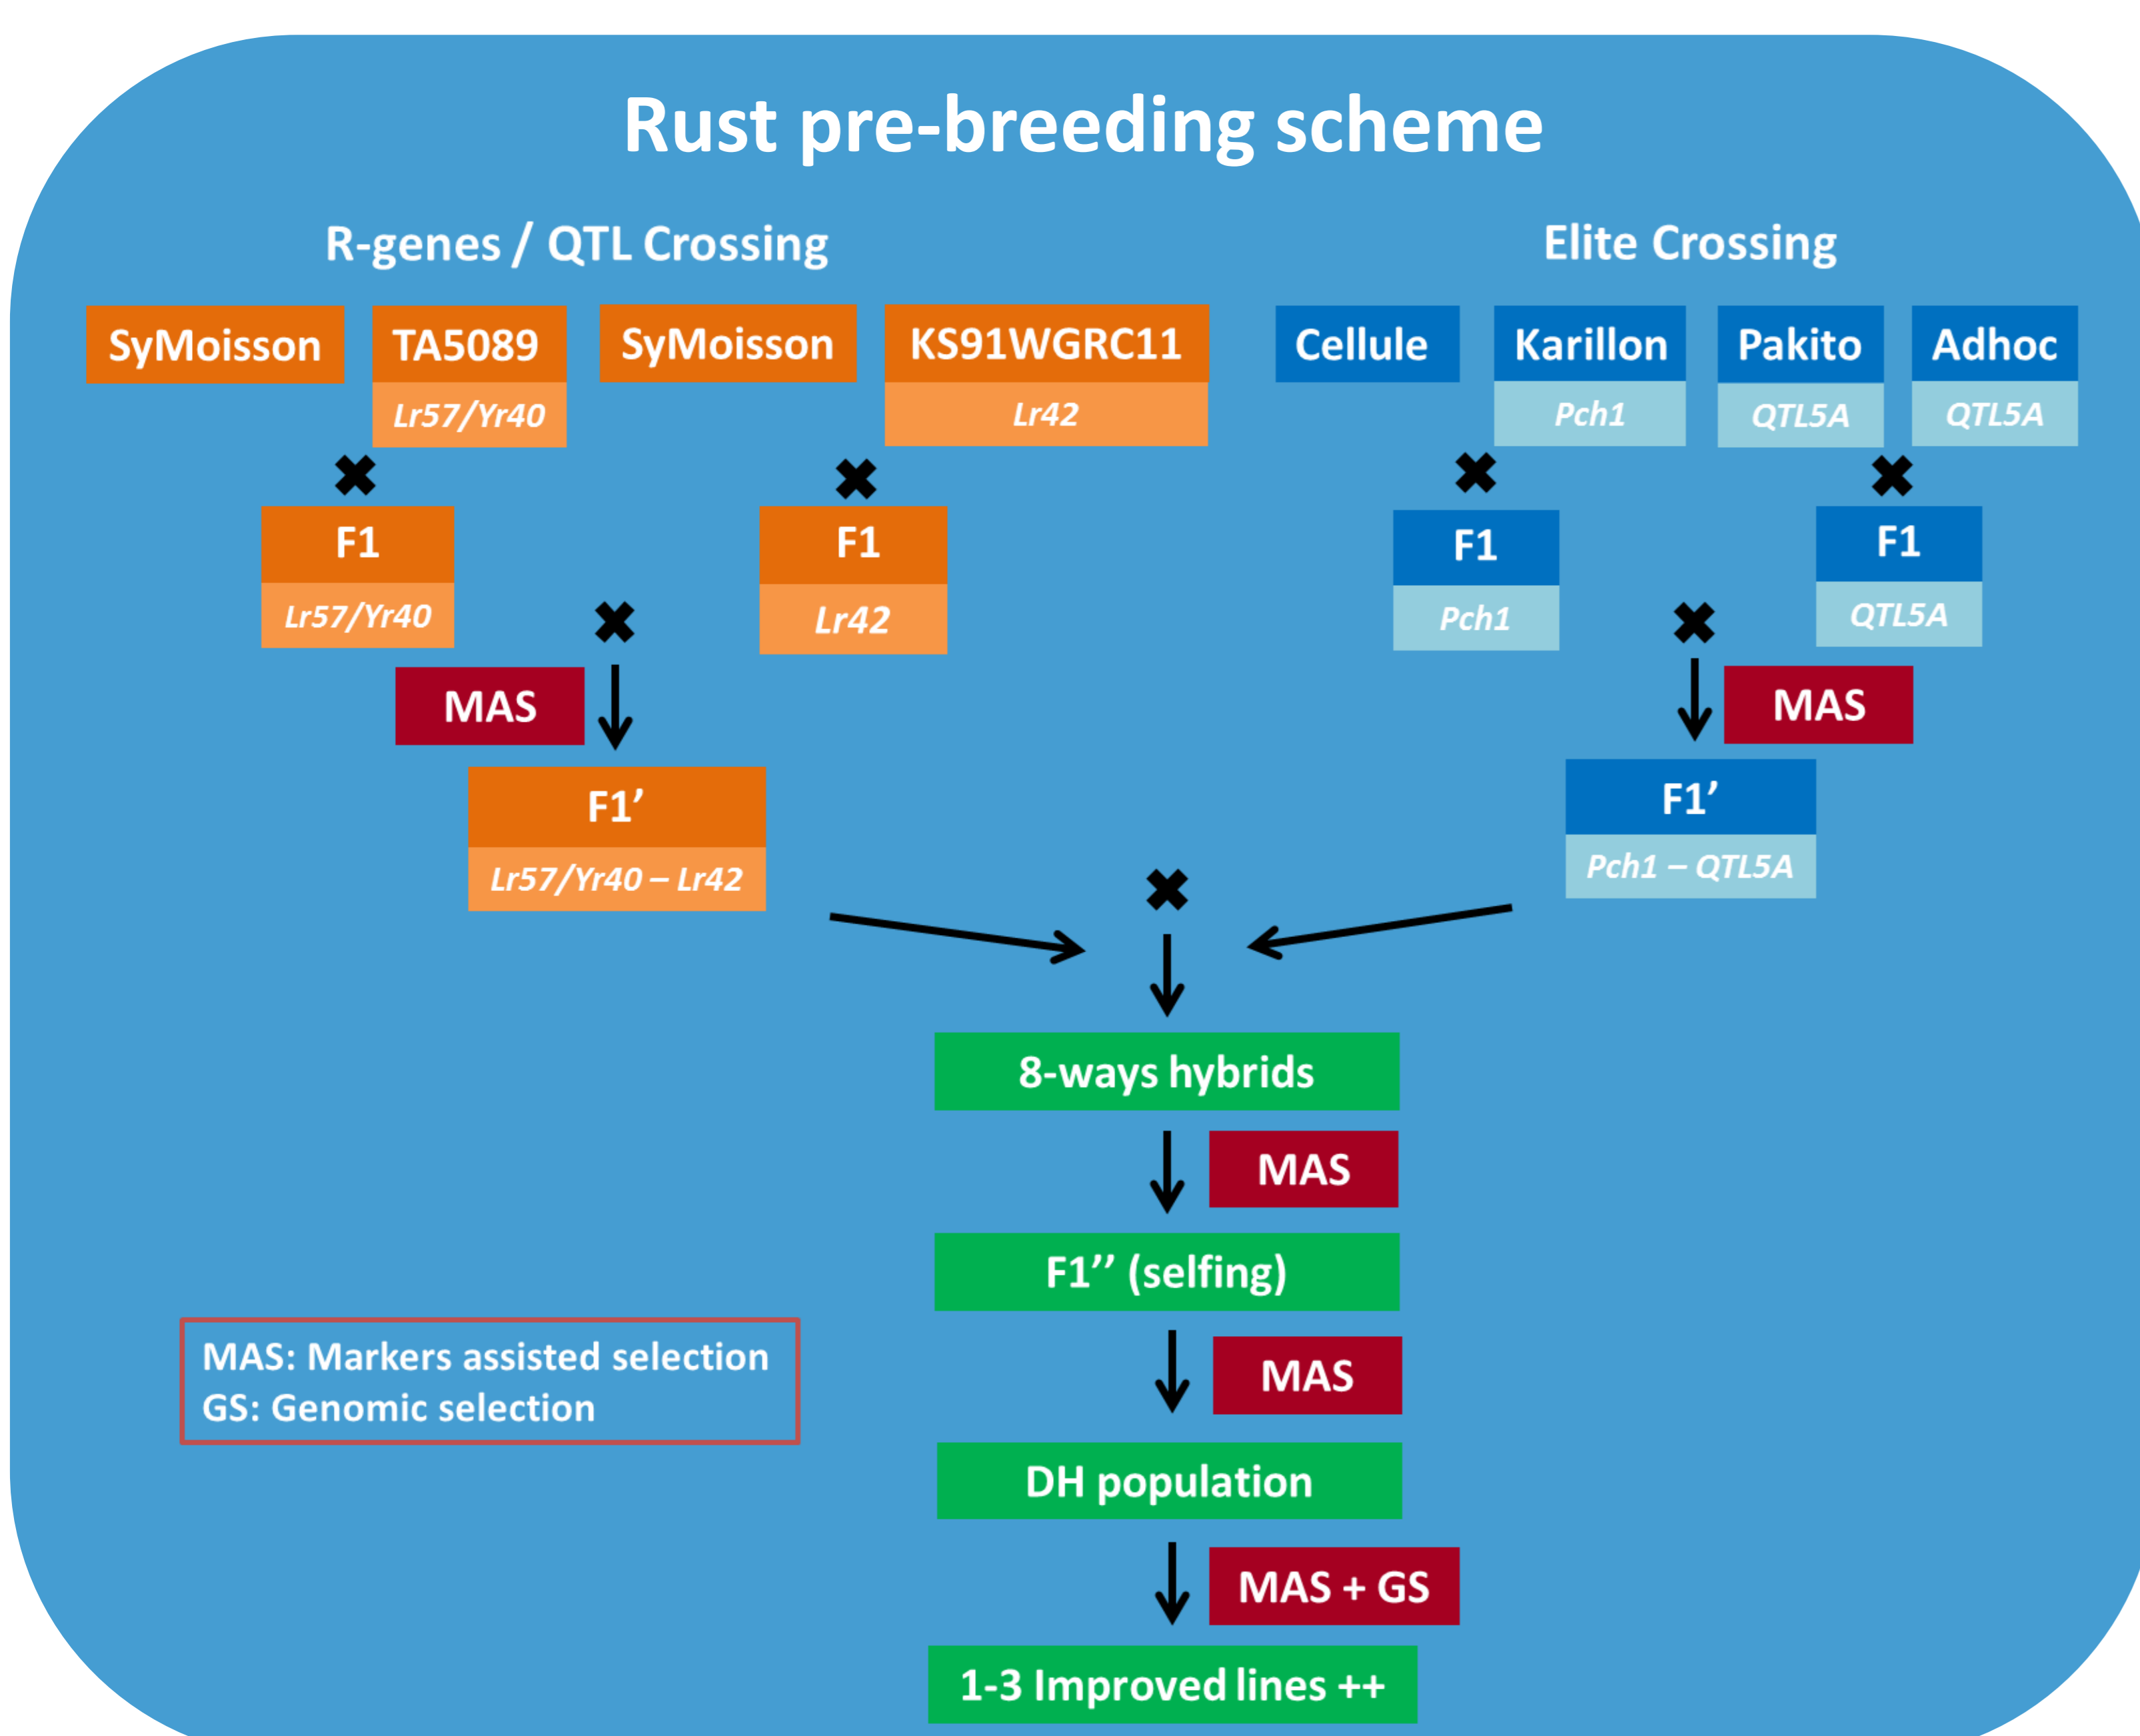 Rust pre-breeding scheme
R-genes / QTL Crossing
Elite Crossing
SyMoisson
TA5089
Lr57/Yr40
SyMoisson
KS91WGRC11
Lr42
Cellule
Karillon
Pch1
Pakito
QTL5A
Adhoc
QTL5A
F1
Lr57/Yr40
F1
Lr42
F1
Pch1
F1
QTL5A
MAS
MAS
F1’
Lr57/Yr40 – Lr42
F1’
Pch1 – QTL5A
8-ways hybrids
MAS
F1’’ (selfing)
MAS
MAS: Markers assisted selection
GS: Genomic selection
DH population
MAS + GS
1-3 Improved lines ++